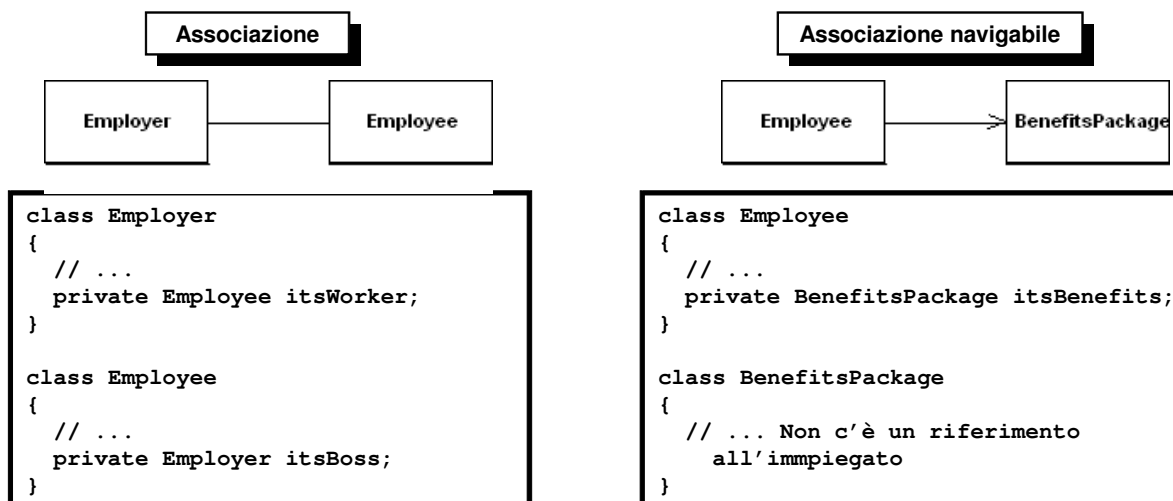 Associazione
Employer
Employee
class Employer
{
// ...
private Employee itsWorker;
}
class Employee
{
// ...
private Employer itsBoss;
}
Associazione navigabile
Employee
BenefitsPackage
class Employee
{
// ...
private BenefitsPackage itsBenefits;
}
class BenefitsPackage
{
// ... Non c'è un riferimento
all'immpiegato
}